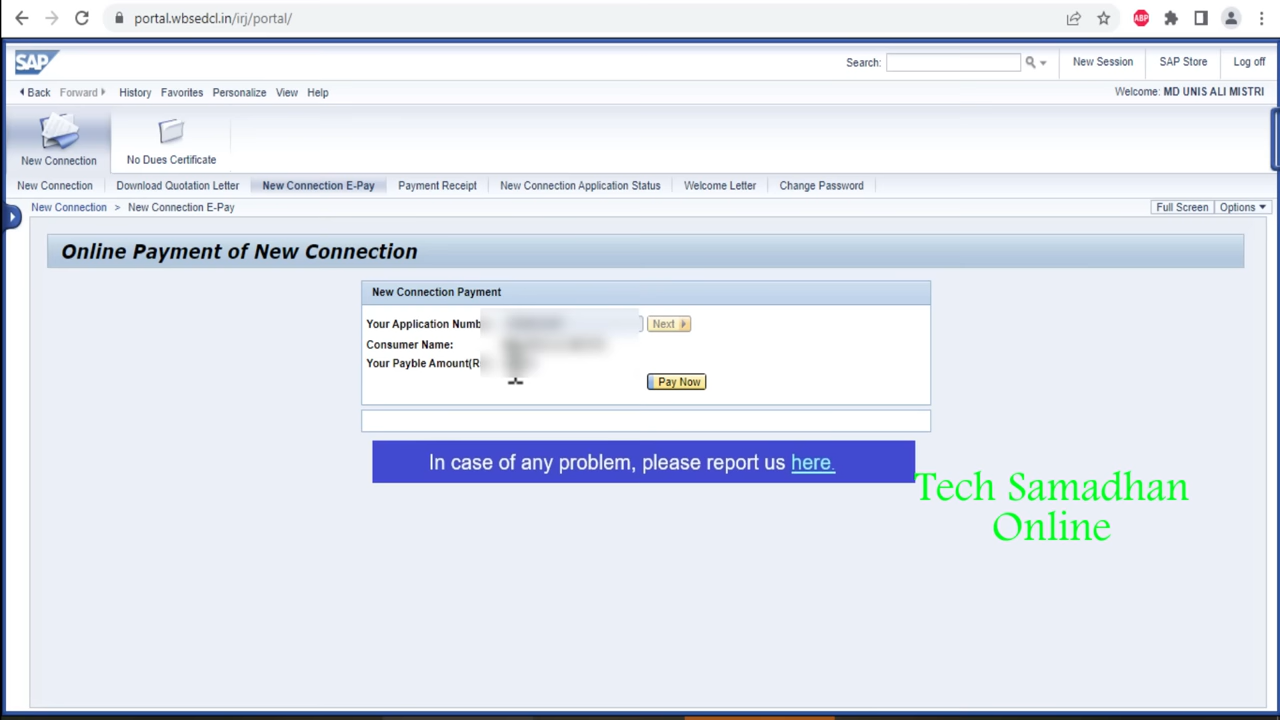 portal.wbsedcl.in/irj/portal/
ABP
SAP
Search:
New Session
SAP Store
Log off
Back Forward History Favorites Personalize View Help
Welcome: MD UNIS ALI MISTRI
New Connection
No Dues Certificate
New Connection Download Quotation Letter New Connection E-Pay Payment Receipt New Connection Application Status Welcome Letter Change Password
New Connection > New Connection E-Pay
Full Screen Options
Online Payment of New Connection
New Connection Payment
Your Application Numb
Next
Consumer Name:
Your Payble Amount(R
Pay Now
In case of any problem, please report us here.
Tech Samadhan
Online